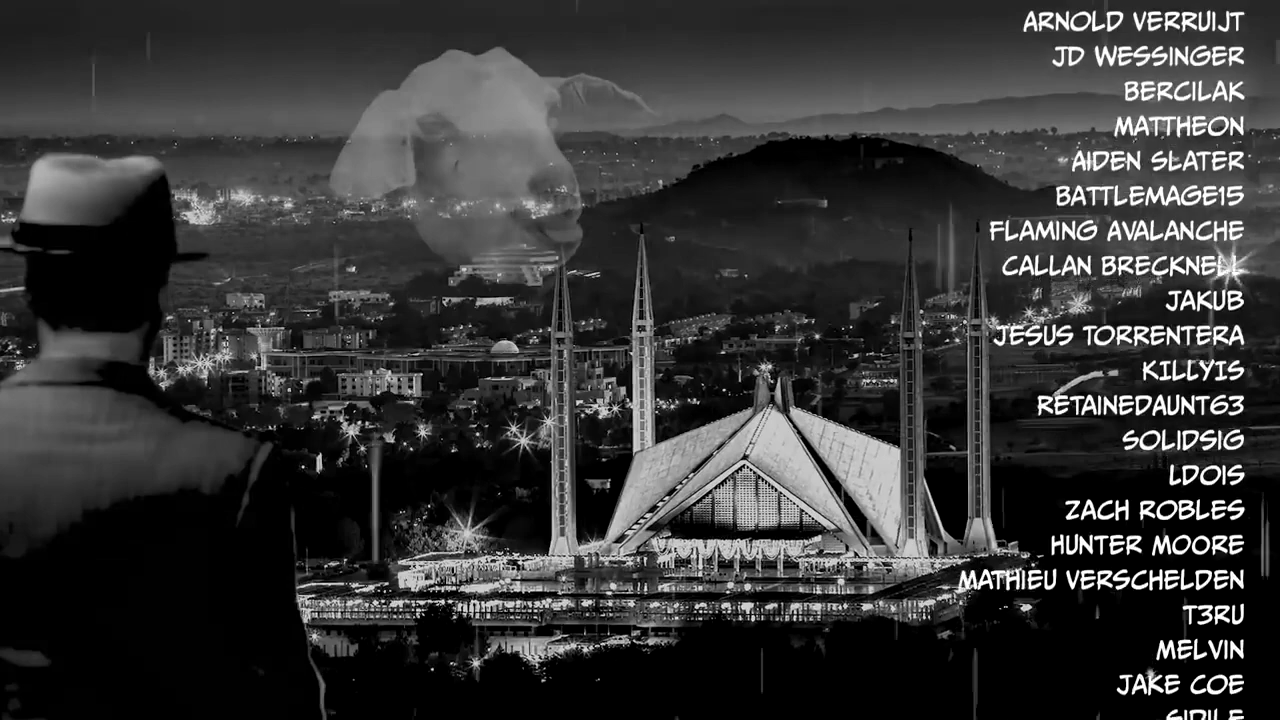 ARNOLD VERRUIJT
JD WESSINGER
BERCILAK
MATTHEON
AIDEN SLATER
BATTLEMAGE15
FLAMING AVALANCHE
CALLAN BRECKNELL
JAKUB
JESUS TORRENTERA
KILLYIS
RETAINEDAUNT63
SOLIDSIG
LDOIS
ZACH ROBLES
HUNTER MOORE
MATHIEU VERSCHELDEN
T3RU
MELVIN
JAKE COE